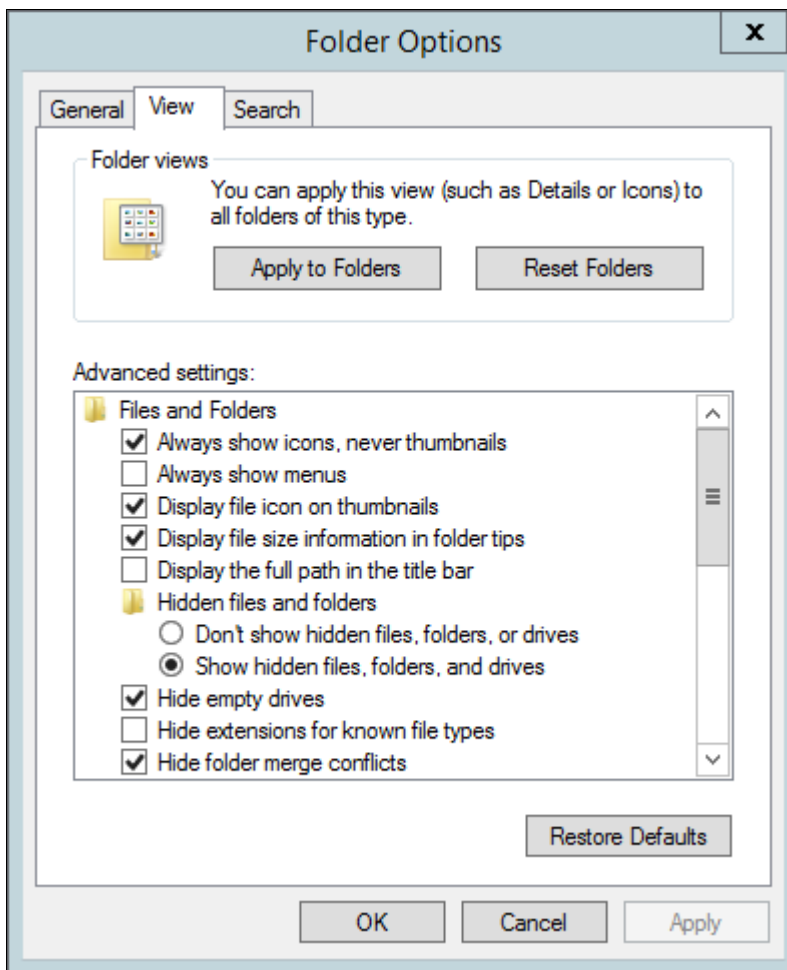 Folder Options
x
General View Search
Folder views
You can apply this view (such as Details or Icons) to
all folders of this type.
Apply to Folders Reset Folders
Advanced settings:
Files and Folders
Always show icons, never thumbnails
Always show menus
Display file icon on thumbnails
Display file size information in folder tips
Display the full path in the title bar
Hidden files and folders
Don't show hidden files, folders, or drives
Show hidden files, folders, and drives
Hide empty drives
Hide extensions for known file types
Hide folder merge conflicts
Restore Defaults
OK Cancel Apply